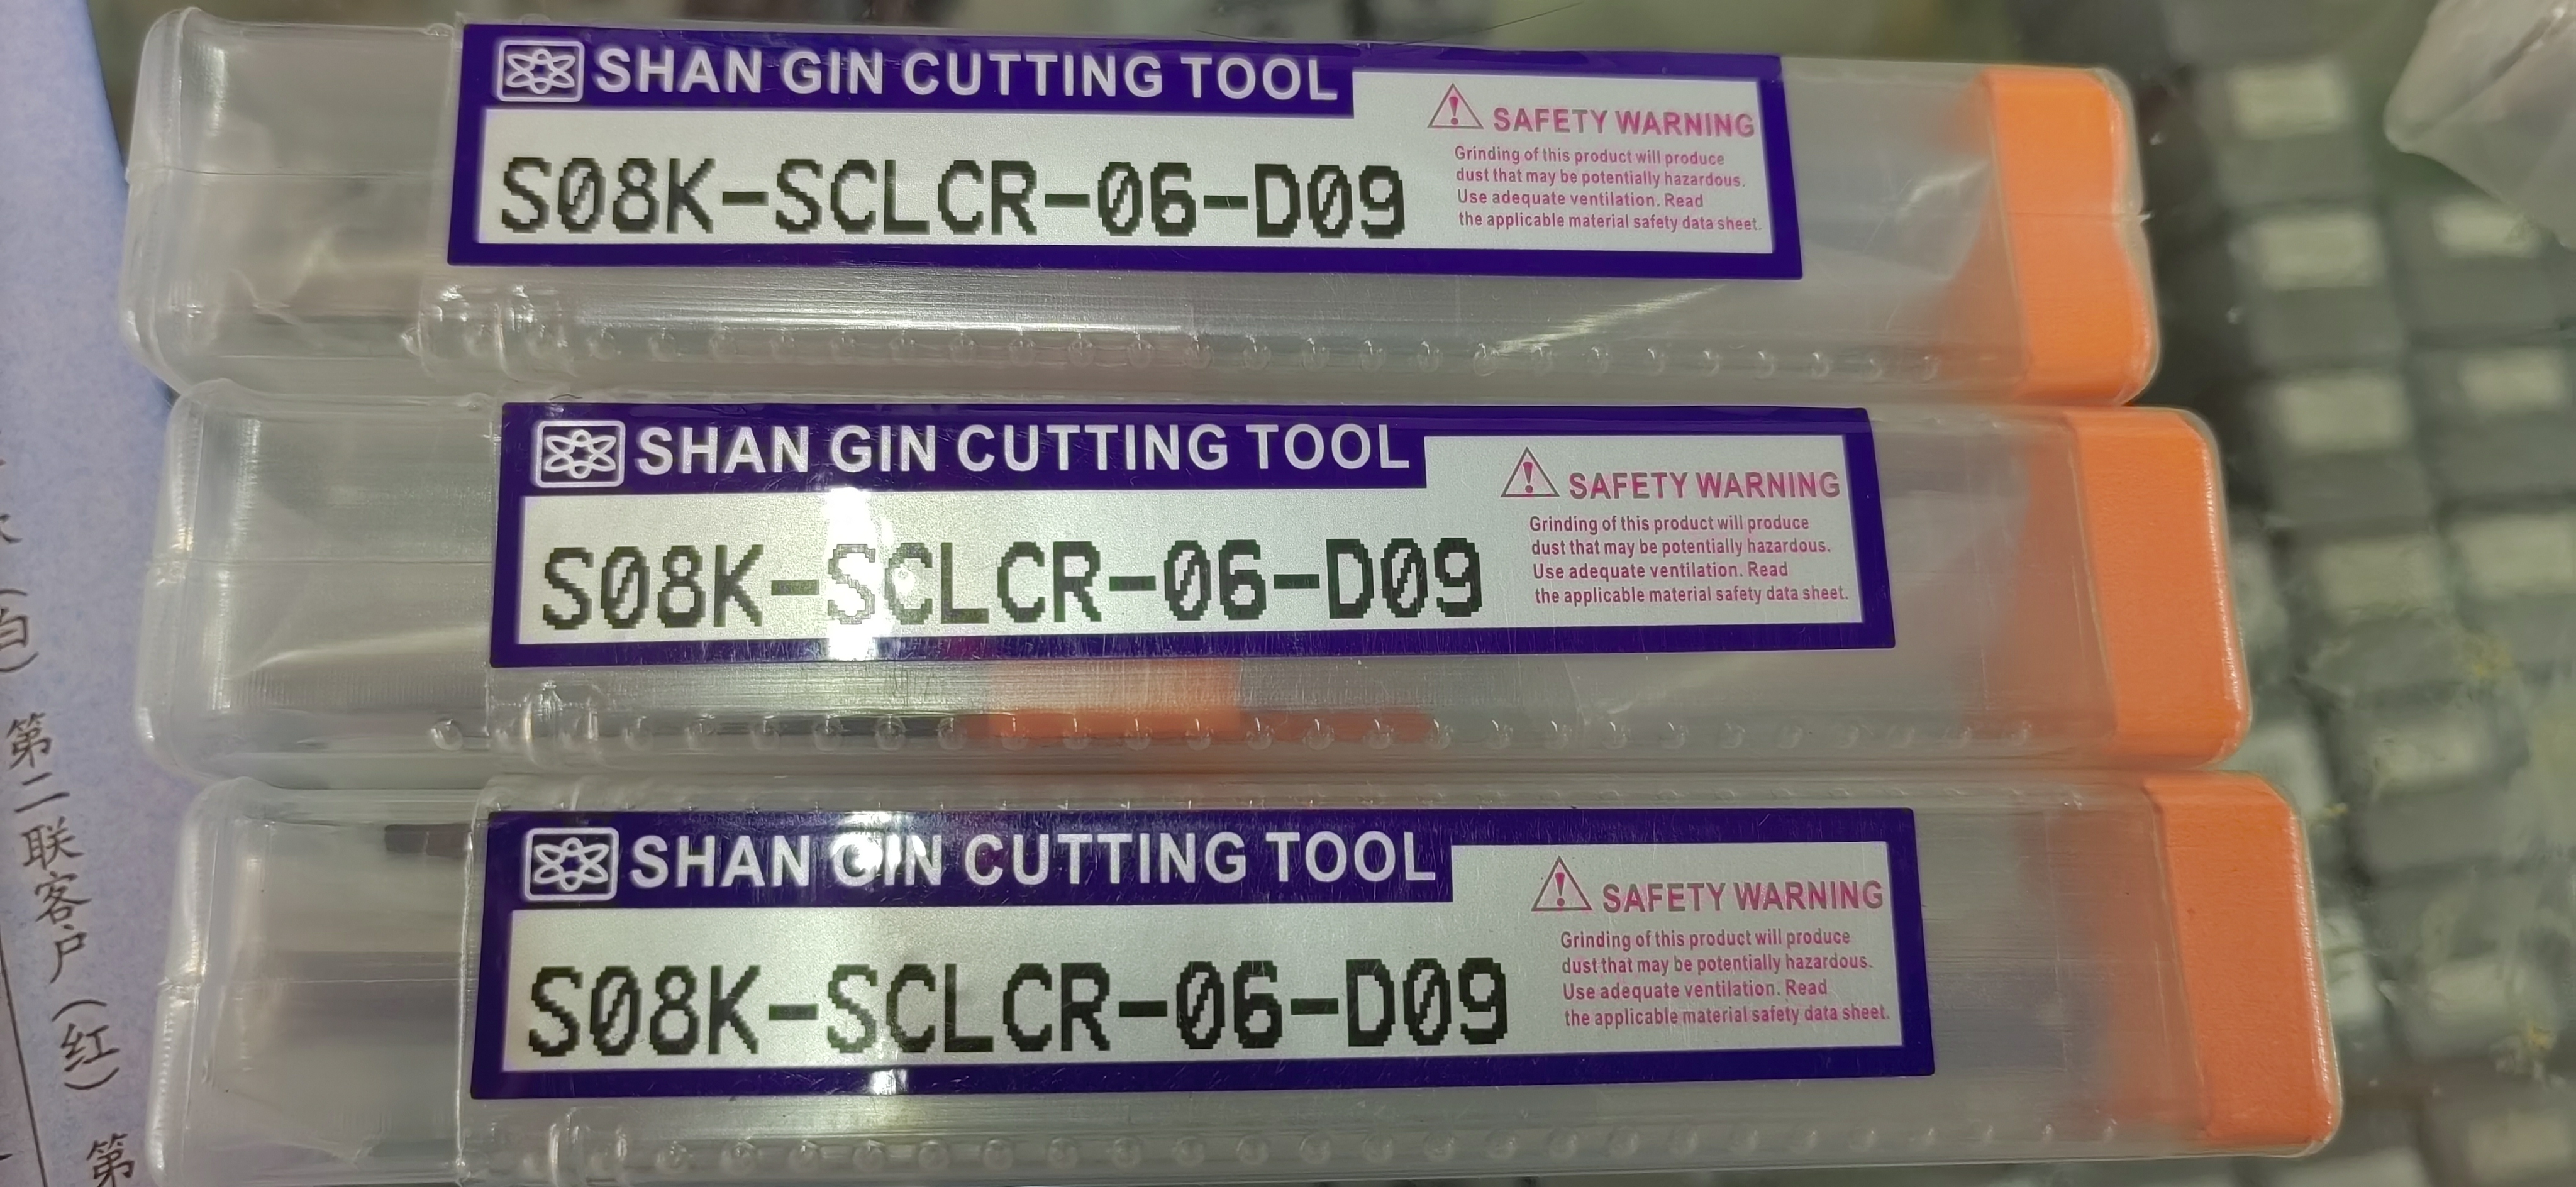 SHAN GIN CUTTING TOOL
S08K-SCLCR-06-D09
SAFETY WARNING
Grinding of this product will produce
dust that may be potentially hazardous.
Use adequate ventilation. Read
the applicable material safety data sheet.
SHAN GIN CUTTING TOOL
S08K-SCLCR-06-D09
SAFETY WARNING
Grinding of this product will produce
dust that may be potentially hazardous.
Use adequate ventilation. Read
the applicable material safety data sheet.
SHAN GIN CUTTING TOOL
S08K-SCLCR-06-D09
SAFETY WARNING
Grinding of this product will produce
dust that may be potentially hazardous.
Use adequate ventilation. Read
the applicable material safety data sheet.
(白) 第二联客户(红) 第